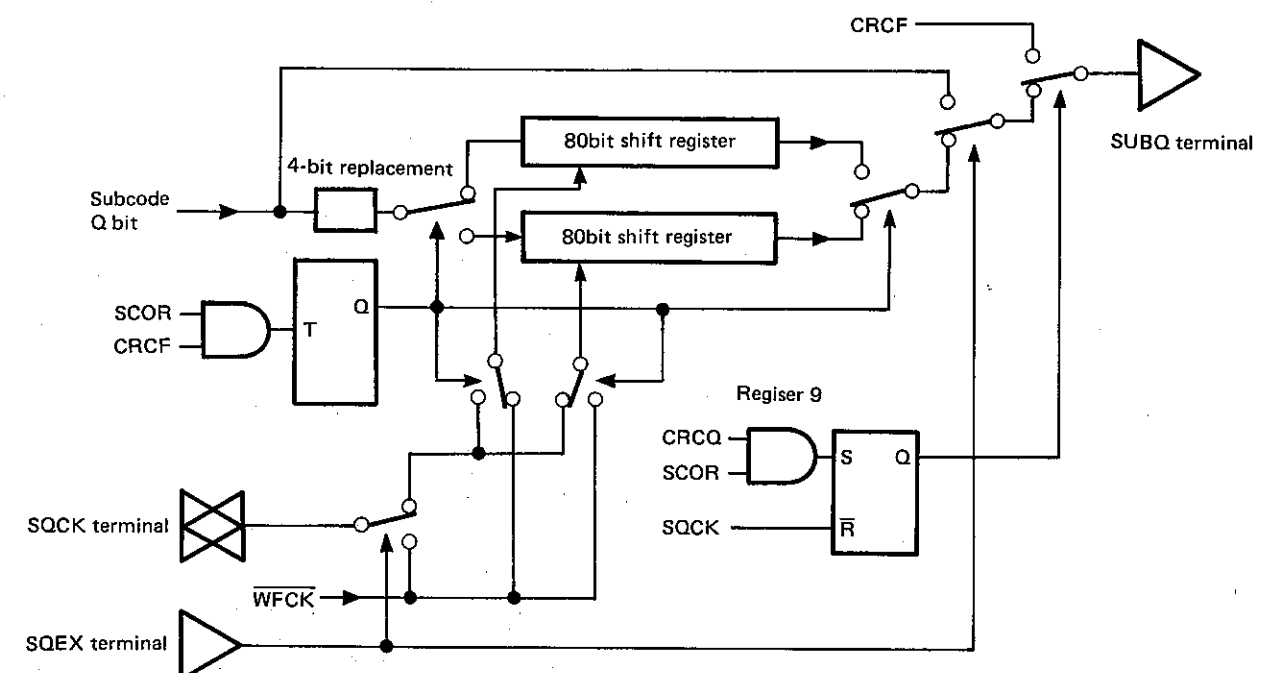 CRCF
80bit shift register
SUBQ terminal
4-bit replacement
Subcode
Q bit
80bit shift register
SCOR
CRCF
T
Q
Regiser 9
CRCQ
SCOR
S
Q
SQCK
R̅
SQCK terminal
W̅F̅C̅K̅
SQEX terminal